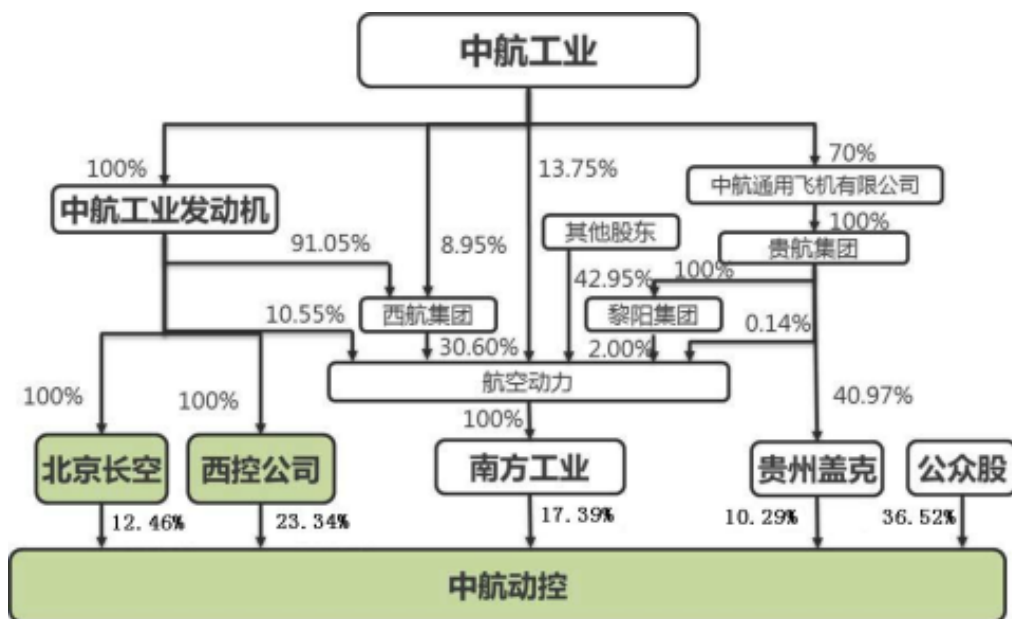 中航工业
100%
13.75%
70%
中航工业发动机
中航通用飞机有限公司
其他股东
100%
91.05%
8.95%
贵航集团
42.95%
100%
10.55%
西航集团
黎阳集团
0.14%
30.60%
2.00%
航空动力
100%
100%
100%
40.97%
北京长空
西控公司
南方工业
贵州盖克
公众股
12.46%
23.34%
17.39%
10.29%
36.52%
中航动控